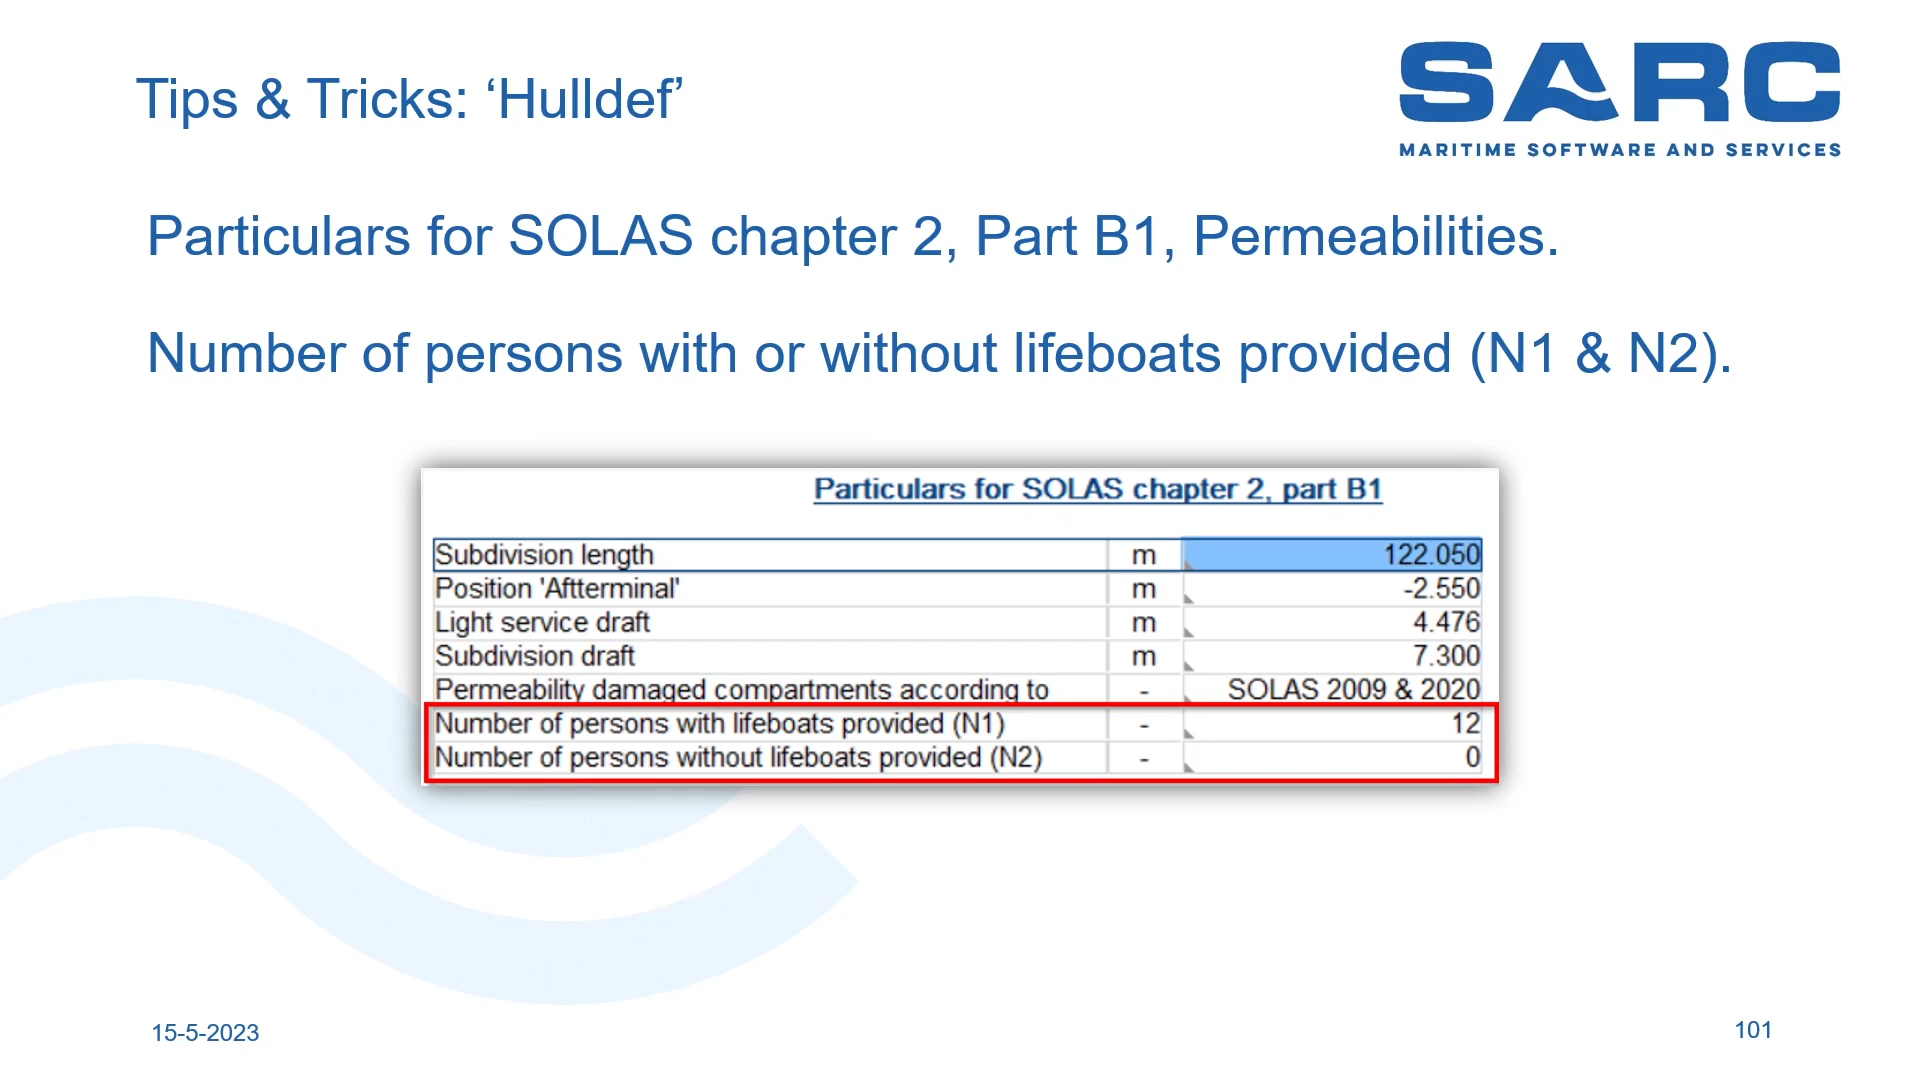 Tips & Tricks: ‘Hulldef’
SARC
MARITIME SOFTWARE AND SERVICES
Particulars for SOLAS chapter 2, Part B1, Permeabilities.
Number of persons with or without lifeboats provided (N1 & N2).
Particulars for SOLAS chapter 2, part B1
Subdivision length m 122.050
Position 'Aftterminal' m -2.550
Light service draft m 4.476
Subdivision draft m 7.300
Permeability damaged compartments according to - SOLAS 2009 & 2020
Number of persons with lifeboats provided (N1) - 12
Number of persons without lifeboats provided (N2) - 0
15-5-2023
101